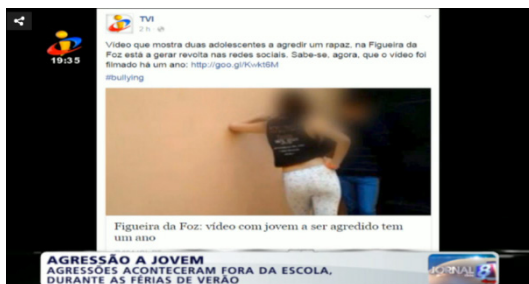 TVI
2 h
Vídeo que mostra duas adolescentes a agredir um rapaz, na Figueira da
Foz está a gerar revolta nas redes sociais. Sabe-se, agora, que o vídeo foi
filmado há um ano: http://goo.gl/Kwkt6M
#bullying
19:35
Figueira da Foz: vídeo com jovem a ser agredido tem
um ano
AGRESSÃO A JOVEM
AGRESSÕES ACONTECERAM FORA DA ESCOLA,
DURANTE AS FÉRIAS DE VERÃO
JORNAL 8